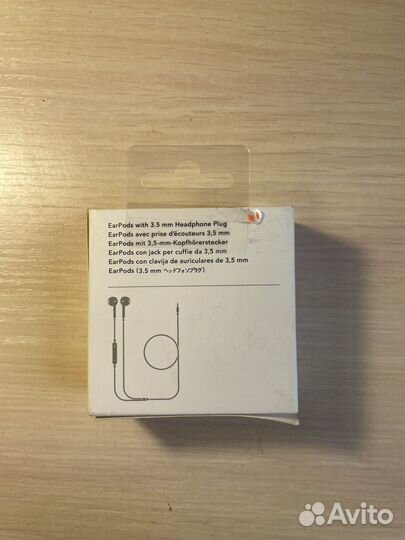 EarPods with 3.5 mm Headphone Plug
EarPods avec prise d'écouteurs 3,5 mm
EarPods mit 3,5-mm-Kopfhörerstecker
EarPods con jack per cuffie da 3,5 mm
EarPods con clavija de auriculares de 3,5 mm
EarPods (3.5 mm ヘッドフォンプラグ)
Avito